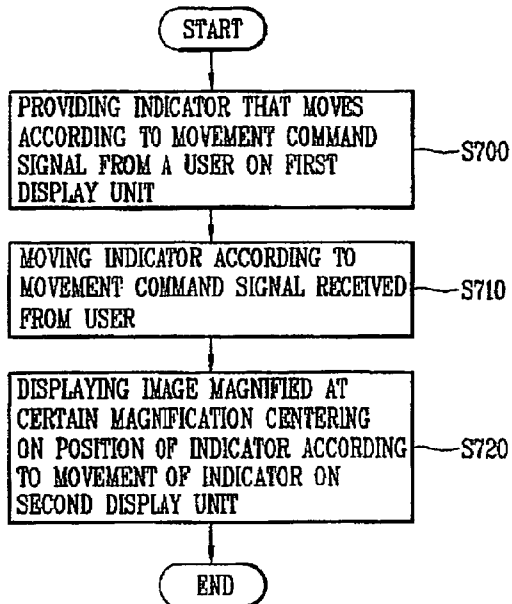 START
PROVIDING INDICATOR THAT MOVES
ACCORDING TO MOVEMENT COMMAND
SIGNAL FROM A USER ON FIRST
DISPLAY UNIT
S700
MOVING INDICATOR ACCORDING TO
MOVEMENT COMMAND SIGNAL RECEIVED
FROM USER
S710
DISPLAYING IMAGE MAGNIFIED AT
CERTAIN MAGNIFICATION CENTERING
ON POSITION OF INDICATOR ACCORDING
TO MOVEMENT OF INDICATOR ON
SECOND DISPLAY UNIT
S720
END